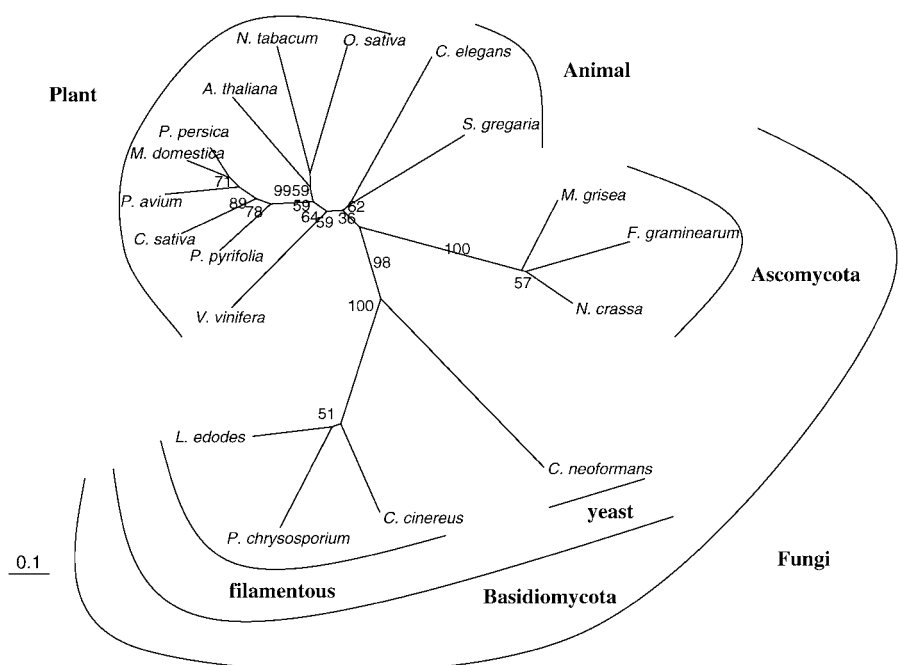 N. tabacum
O. sativa
C. elegans
Animal
Plant
A. thaliana
S. gregaria
P. persica
M. domestica
71
9959
P. avium
89
78
59
64
59
36
62
M. grisea
C. sativa
P. pyrifolia
F. graminearum
100
98
57
Ascomycota
V. vinifera
100
N. crassa
51
L. edodes
C. neoformans
P. chrysosporium
C. cinereus
yeast
0.1
Fungi
filamentous
Basidiomycota